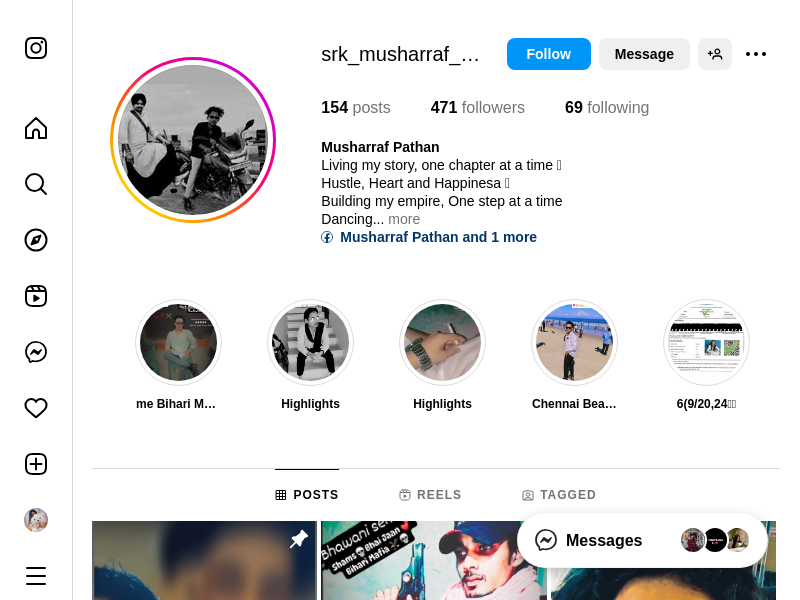 srk_musharraf_…
Follow
Message
154 posts
471 followers
69 following
Musharraf Pathan
Living my story, one chapter at a time
Hustle, Heart and Happinesa
Building my empire, One step at a time
Dancing... more
Musharraf Pathan and 1 more
me Bihari M…
Highlights
Highlights
Chennai Bea…
6(9/20,24
POSTS
REELS
TAGGED
Bhawani
Shams Bhai Jaan
Bihari Mafia
Messages